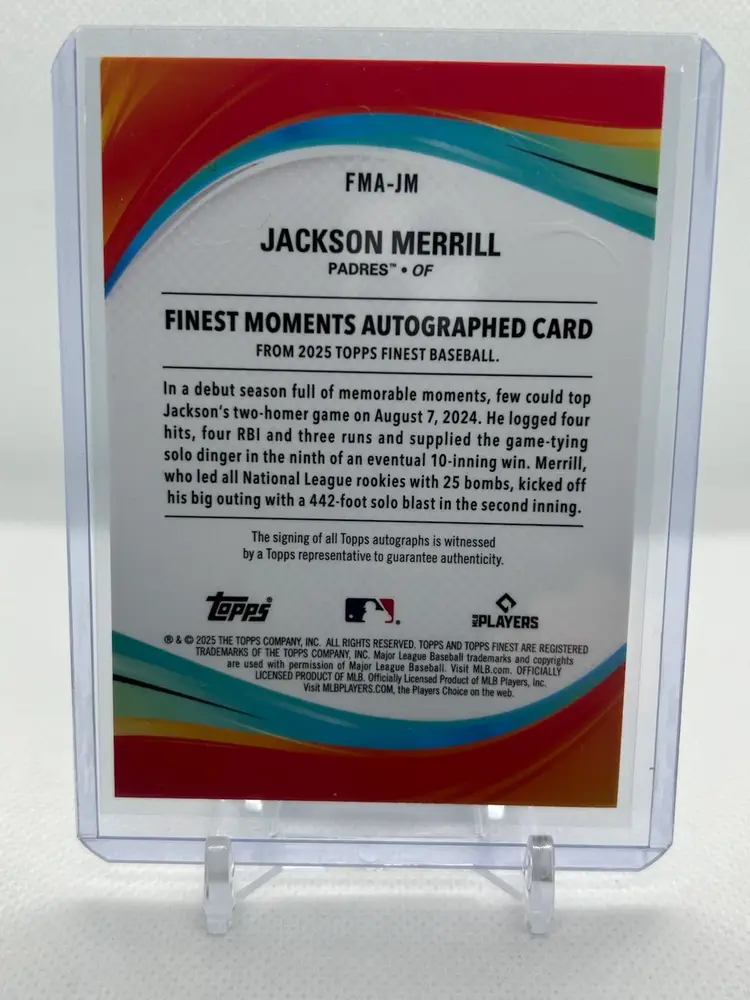 FMA-JM
JACKSON MERRILL
PADRES™ • OF
FINEST MOMENTS AUTOGRAPHED CARD
FROM 2025 TOPPS FINEST BASEBALL.
In a debut season full of memorable moments, few could top
Jackson's two-homer game on August 7, 2024. He logged four
hits, four RBI and three runs and supplied the game-tying
solo dinger in the ninth of an eventual 10-inning win. Merrill,
who led all National League rookies with 25 bombs, kicked off
his big outing with a 442-foot solo blast in the second inning.
The signing of all Topps autographs is witnessed
by a Topps representative to guarantee authenticity.
Topps® ® MLB PLAYERS
® & © 2025 THE TOPPS COMPANY, INC. ALL RIGHTS RESERVED. TOPPS AND TOPPS FINEST ARE REGISTERED
TRADEMARKS OF THE TOPPS COMPANY, INC. Major League Baseball trademarks and copyrights
are used with permission of Major League Baseball. Visit MLB.com. OFFICIALLY
LICENSED PRODUCT OF MLB. Officially Licensed Product of MLB Players, Inc.
Visit MLBPLAYERS.COM, the Players Choice on the web.